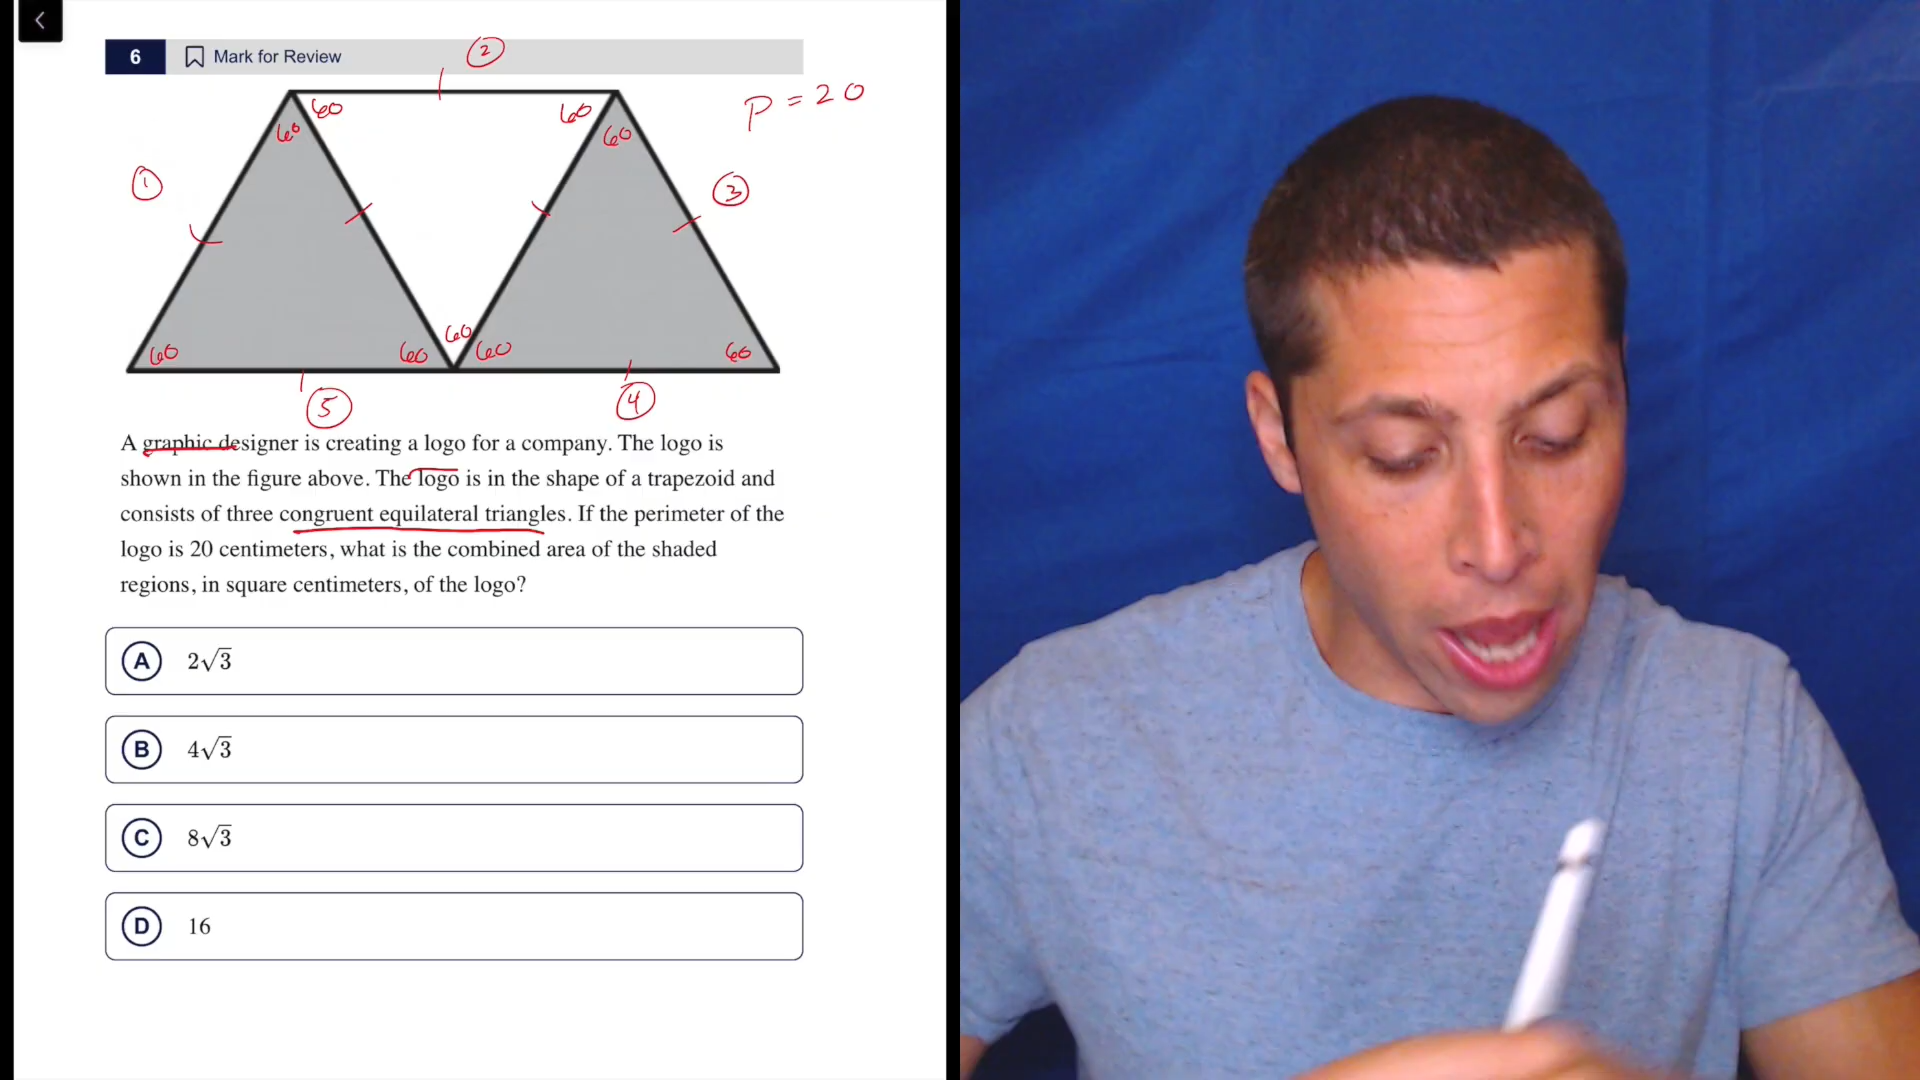 6 Mark for Review
2
P = 20
60 60
60 60
1
3
60 60 60 60 60
5 4
A graphic designer is creating a logo for a company. The logo is
shown in the figure above. The logo is in the shape of a trapezoid and
consists of three congruent equilateral triangles. If the perimeter of the
logo is 20 centimeters, what is the combined area of the shaded
regions, in square centimeters, of the logo?
A 2√3
B 4√3
C 8√3
D 16